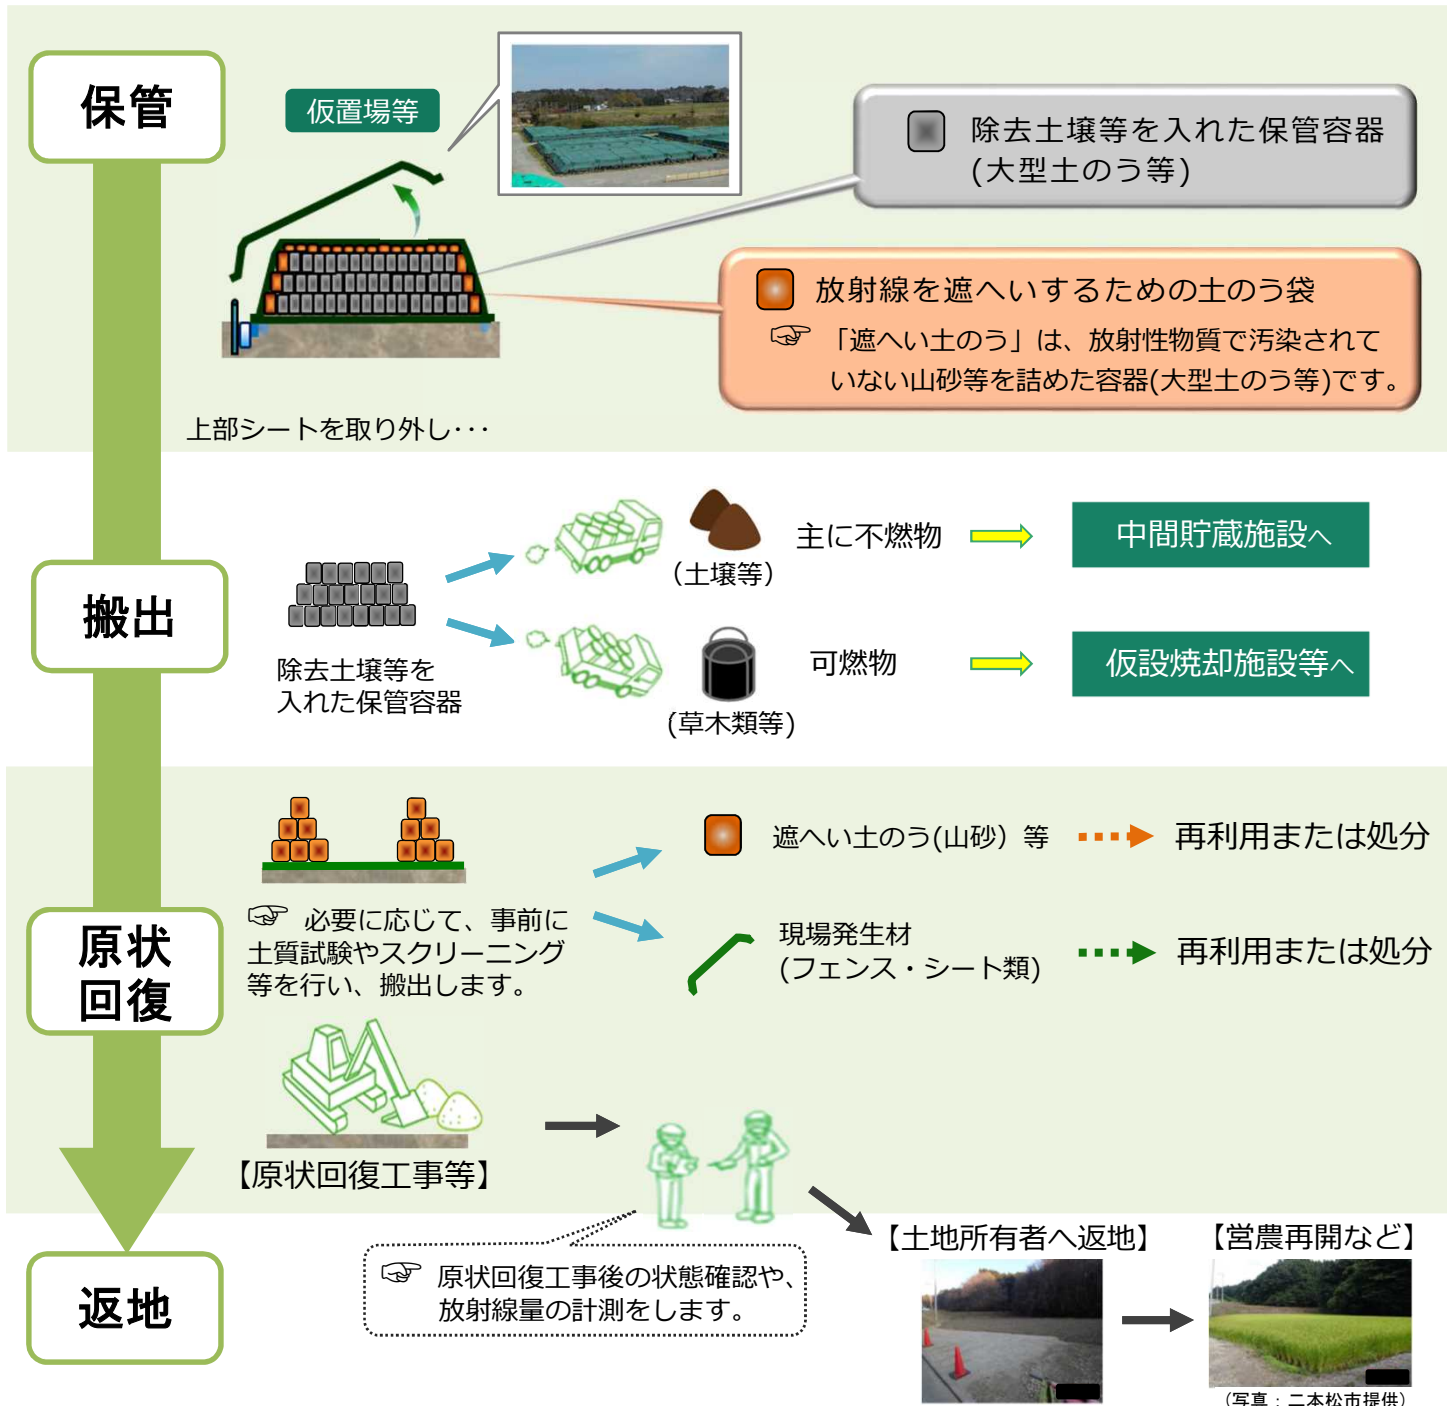 保管
仮置場等
除去土壌等を入れた保管容器
(大型土のう等)
放射線を遮へいするための土のう袋
☞ 「遮へい土のう」は、放射性物質で汚染されて
いない山砂等を詰めた容器(大型土のう等)です。
上部シートを取り外し･･･
搬出
除去土壌等を
入れた保管容器
(土壌等)
主に不燃物
中間貯蔵施設へ
(草木類等)
可燃物
仮設焼却施設等へ
原状
回復
☞ 必要に応じて、事前に
土質試験やスクリーニング
等を行い、搬出します。
遮へい土のう(山砂）等
再利用または処分
現場発生材
(フェンス・シート類)
再利用または処分
【原状回復工事等】
返地
☞ 原状回復工事後の状態確認や、
放射線量の計測をします。
【土地所有者へ返地】
【営農再開など】
（写真：二本松市提供）